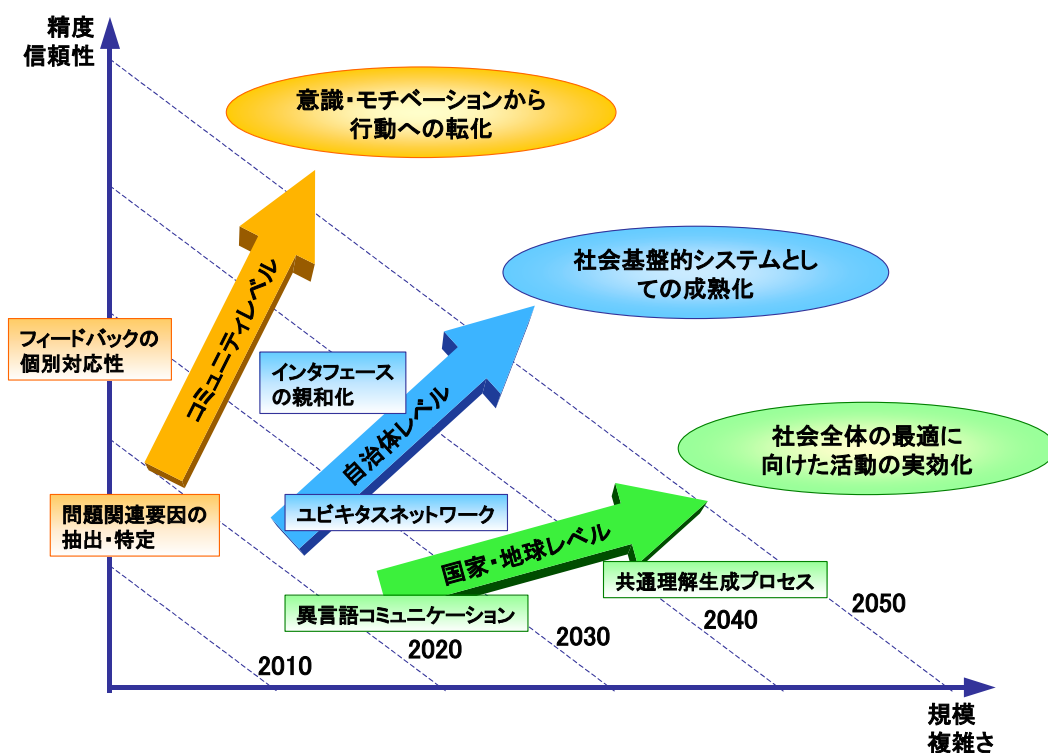 精度
信頼性
意識・モチベーションから
行動への転化
社会基盤的システムとし
ての成熟化
コミュニティレベル
フィードバックの
個別対応性
インタフェース
の親和化
自治体レベル
社会全体の最適に
向けた活動の実効化
問題関連要因の
抽出・特定
ユビキタスネットワーク
国家・地球レベル
共通理解生成プロセス
異言語コミュニケーション
2010
2020
2030
2040
2050
規模
複雑さ